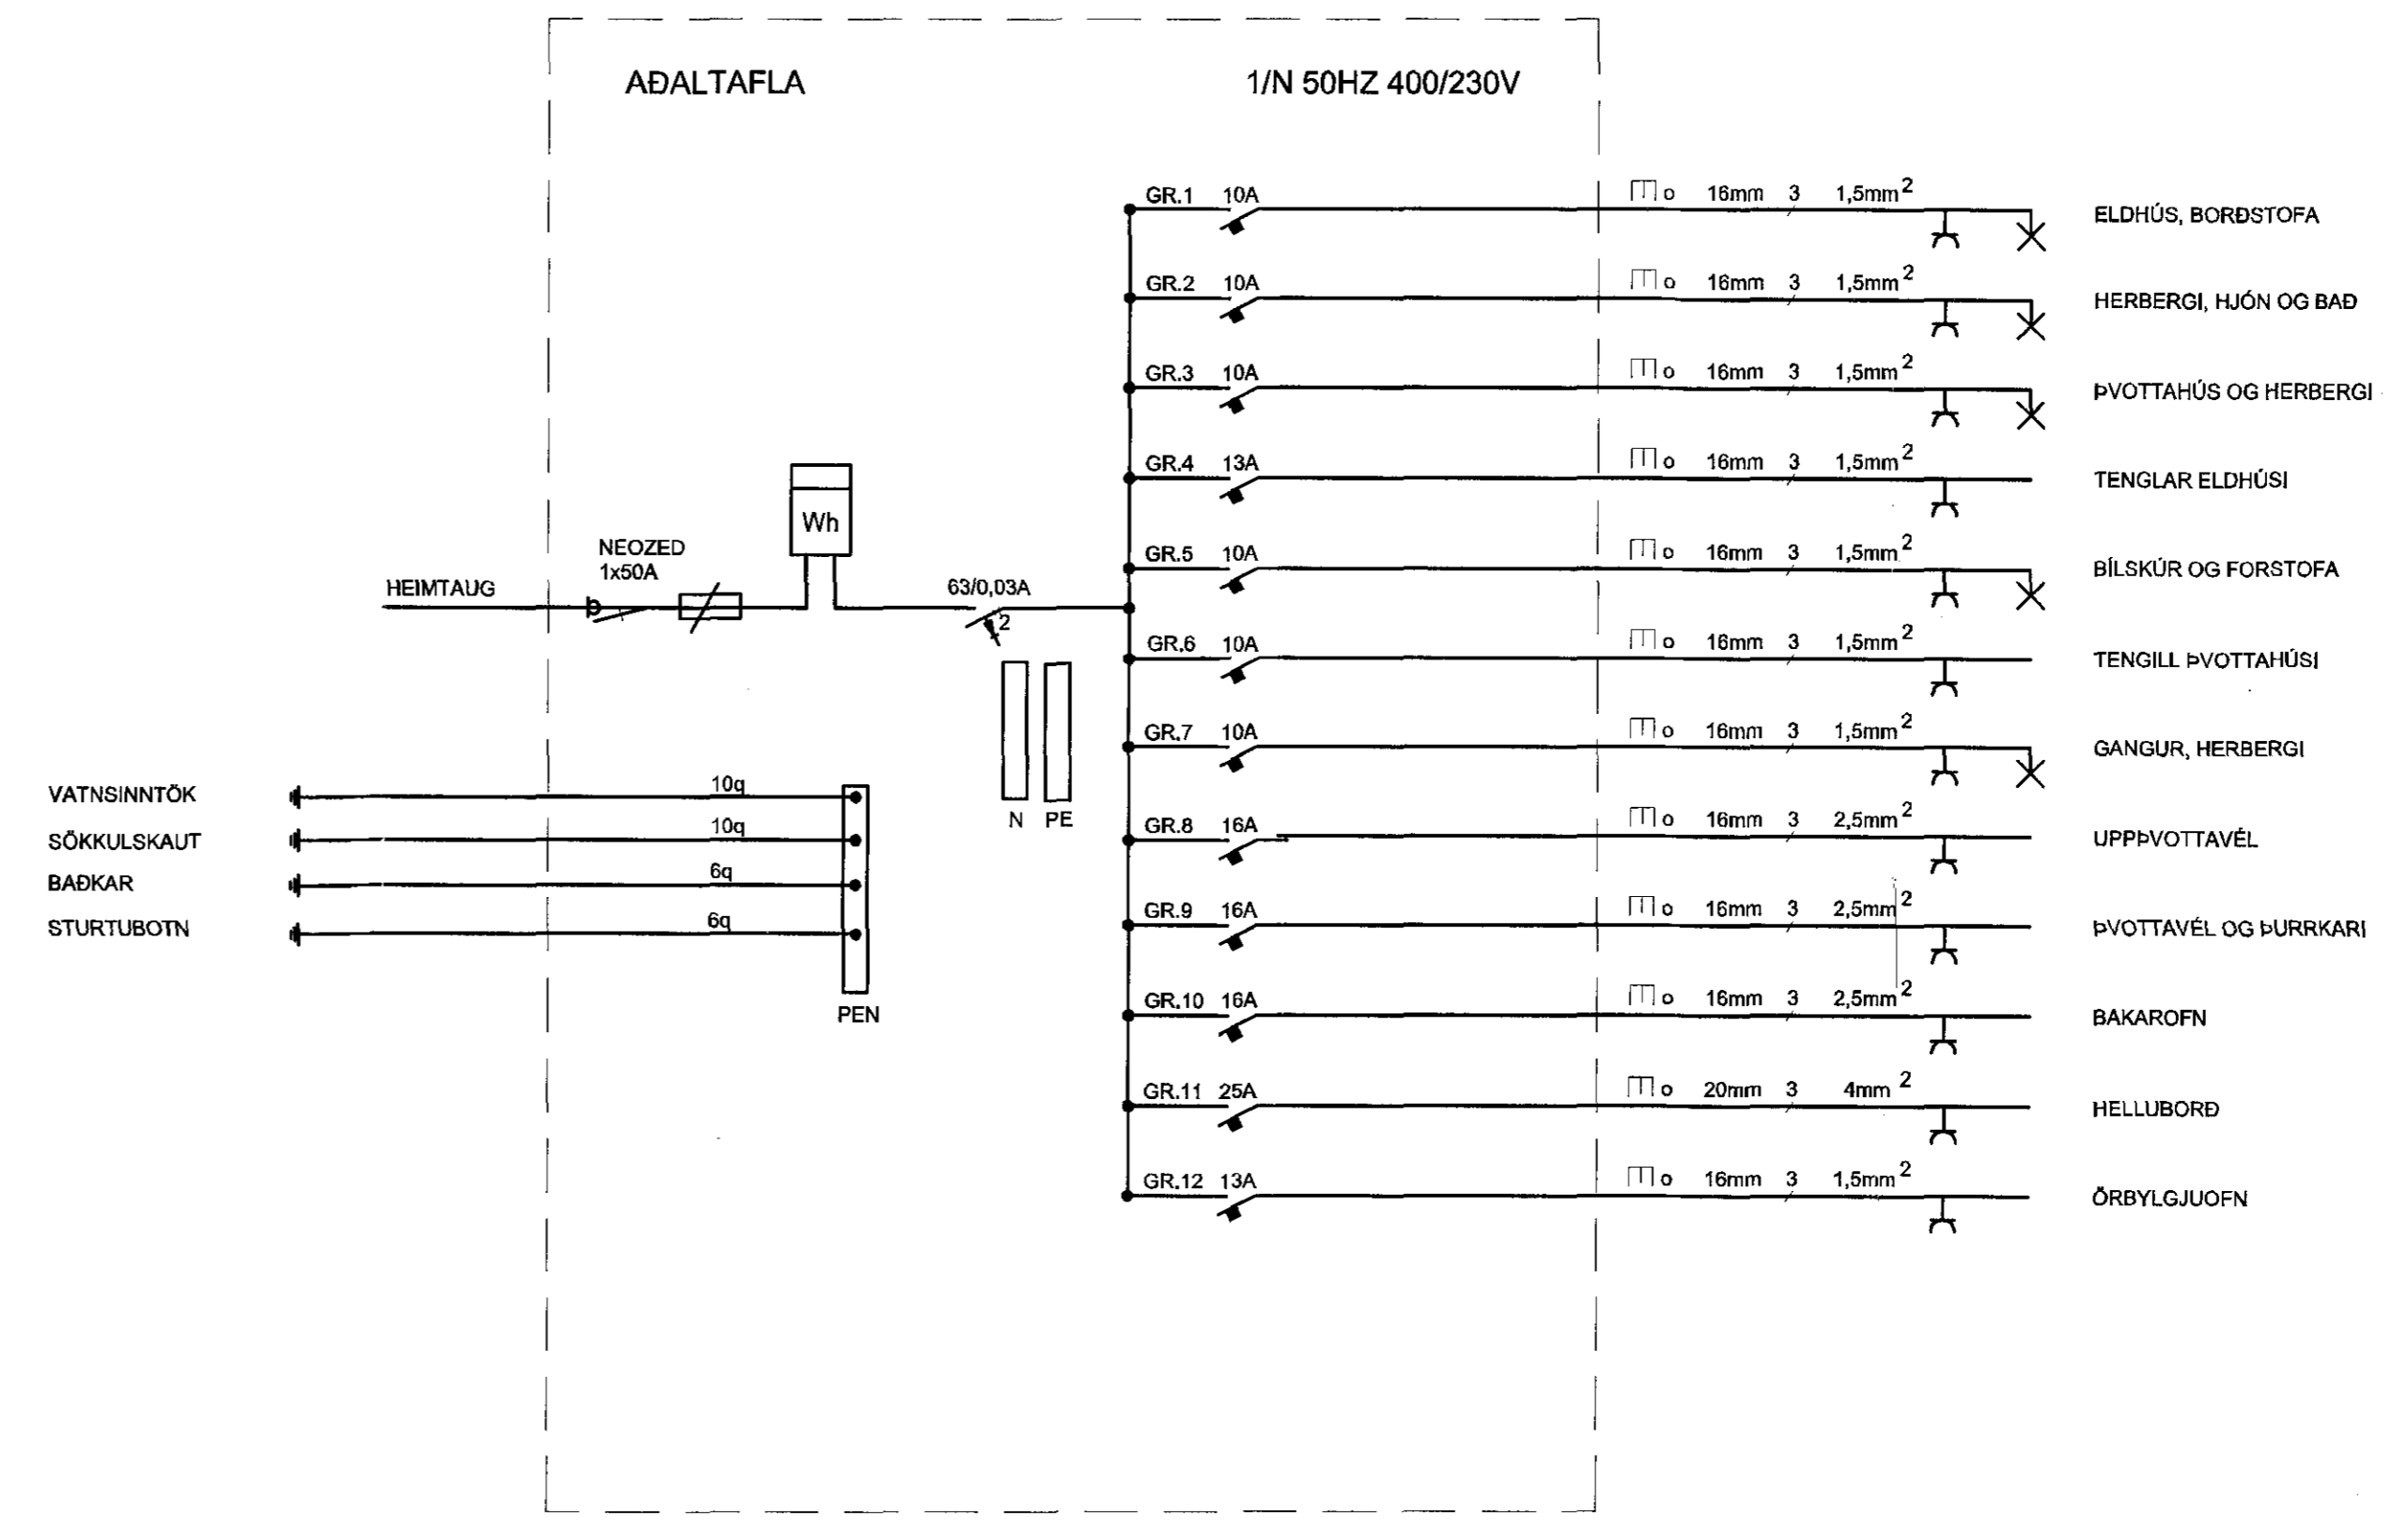 AÐALTAFLA 1/N 50HZ 400/230V
GR.1 10A o 16mm 3 1,5mm² ELDHÚS, BORÐSTOFA
GR.2 10A o 16mm 3 1,5mm² HERBERGI, HJÓN OG BAÐ
GR.3 10A o 16mm 3 1,5mm² ÞVOTTAHÚS OG HERBERGI
GR.4 13A o 16mm 3 1,5mm² TENGLAR ELDHÚSI
Wh
NEOZED
1x50A
HEIMTAUG
63/0,03A
2
GR.5 10A o 16mm 3 1,5mm² BÍLSKÚR OG FORSTOFA
GR.6 10A o 16mm 3 1,5mm² TENGILL ÞVOTTAHÚSI
GR.7 10A o 16mm 3 1,5mm² GANGUR, HERBERGI
N PE
VATNSINNTÖK 10q
SÖKKULSKAUT 10q
BAÐKAR 6q
STURTUBOTN 6q
PEN
GR.8 16A o 16mm 3 2,5mm² UPPÞVOTTAVÉL
GR.9 16A o 16mm 3 2,5mm² ÞVOTTAVÉL OG ÞURRKARI
GR.10 16A o 16mm 3 2,5mm² BAKAROFN
GR.11 25A o 20mm 3 4mm² HELLUBORÐ
GR.12 13A o 16mm 3 1,5mm² ÖRBYLGJUOFN